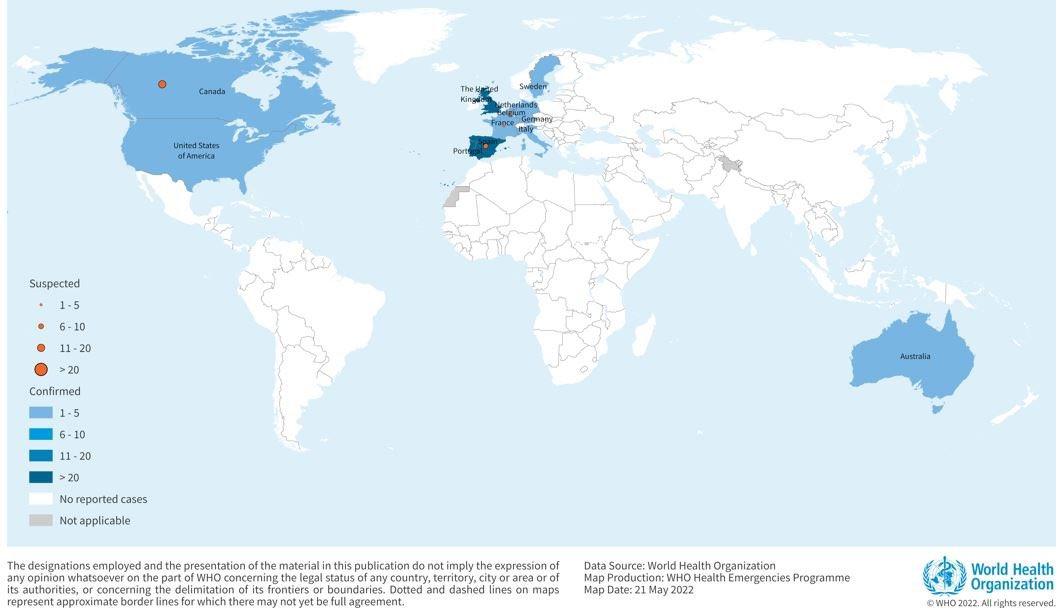 Canada
United States
of America
The United
Kingdom
Sweden
Netherlands
Belgium
France
Germany
Italy
Portugal
Australia
Suspected
1 - 5
6 - 10
11 - 20
> 20
Confirmed
1 - 5
6 - 10
11 - 20
> 20
No reported cases
Not applicable
The designations employed and the presentation of the material in this publication do not imply the expression of
any opinion whatsoever on the part of WHO concerning the legal status of any country, territory, city or area or of
its authorities, or concerning the delimitation of its frontiers or boundaries. Dotted and dashed lines on maps
represent approximate border lines for which there may not yet be full agreement.
Data Source: World Health Organization
Map Production: WHO Health Emergencies Programme
Map Date: 21 May 2022
World Health
Organization
© WHO 2022. All rights reserved.